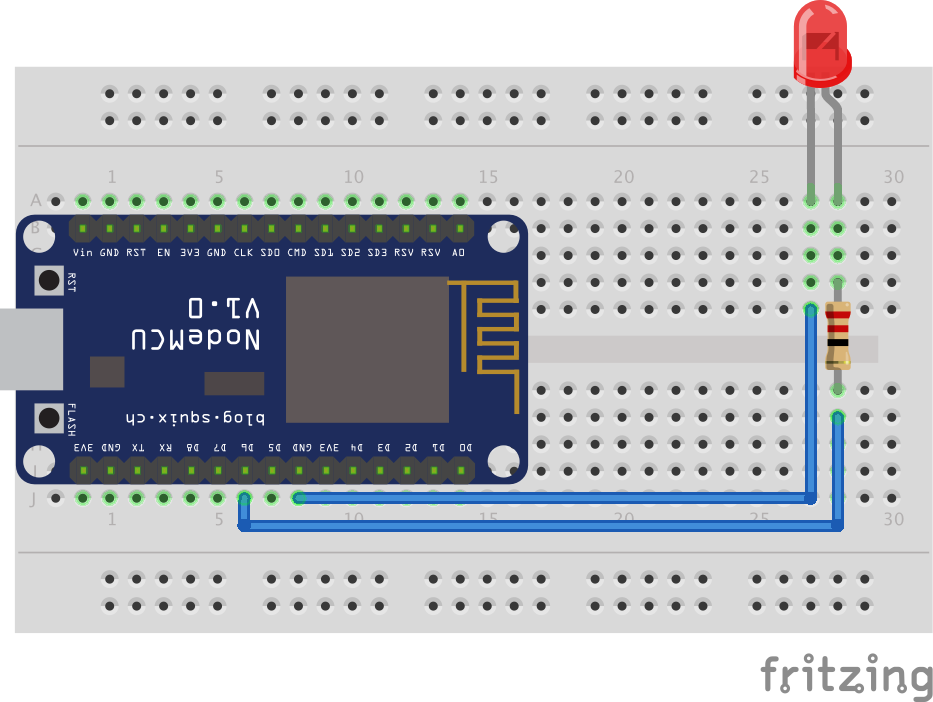 1 5 10 15 20 25 30
A
B
Vin GND RST EN 3V3 GND CLK SD0 CMD SD1 SD2 SD3 RSV RSV A0
RST
NodeMCU
V1.0
blog.squix.ch
FLASH
3V3 GND TX RX D8 D7 D6 D5 GND 3V3 D4 D3 D2 D1 D0
J
1 5 10 15 20 25 30
fritzing